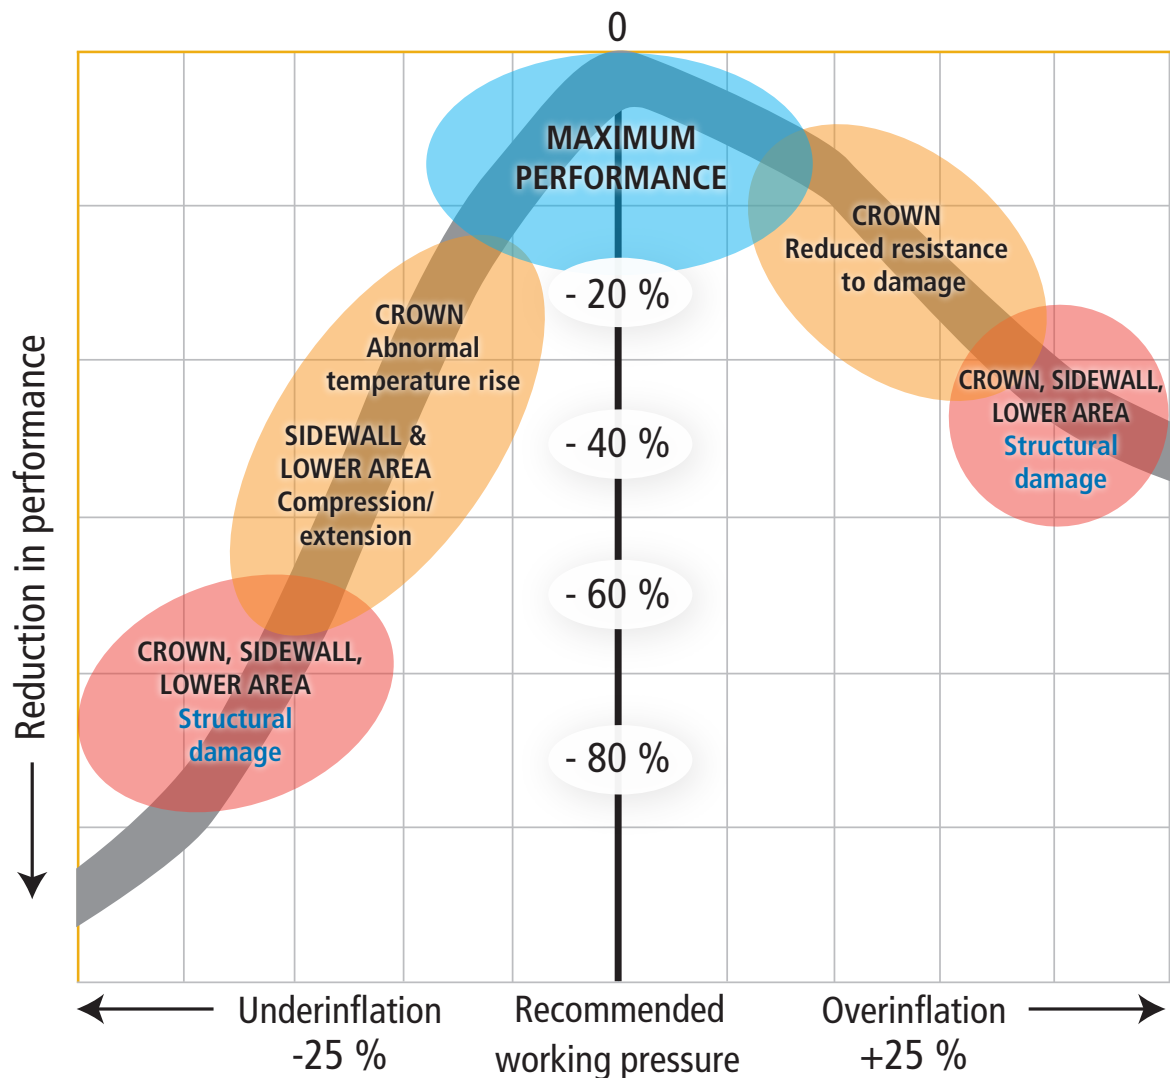 0
MAXIMUM
PERFORMANCE
CROWN
Reduced resistance
to damage
- 20 %
CROWN
Abnormal
temperature rise
CROWN, SIDEWALL,
LOWER AREA
Structural
damage
SIDEWALL &
LOWER AREA
Compression/
extension
- 40 %
- 60 %
CROWN, SIDEWALL,
LOWER AREA
Structural
damage
- 80 %
Reduction in performance
Underinflation
-25 %
Recommended
working pressure
Overinflation
+25 %